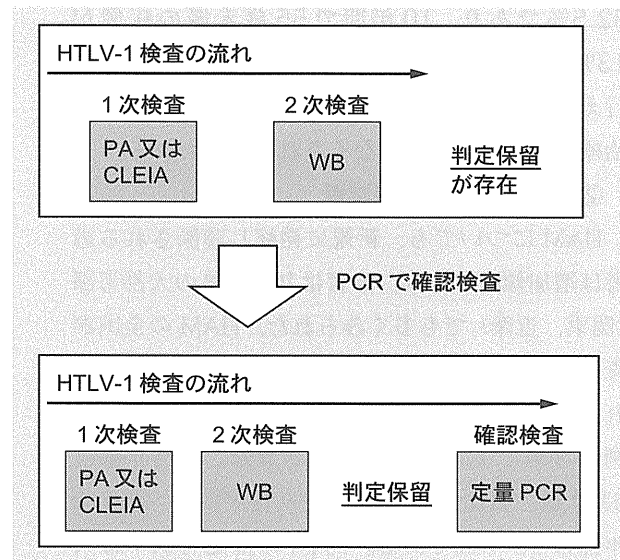 HTLV-1 検査の流れ
1 次検査
2 次検査
PA 又は
CLEIA
WB
判定保留
が存在
PCR で確認検査
HTLV-1 検査の流れ
1 次検査
2 次検査
確認検査
PA 又は
CLEIA
WB
判定保留
定量 PCR